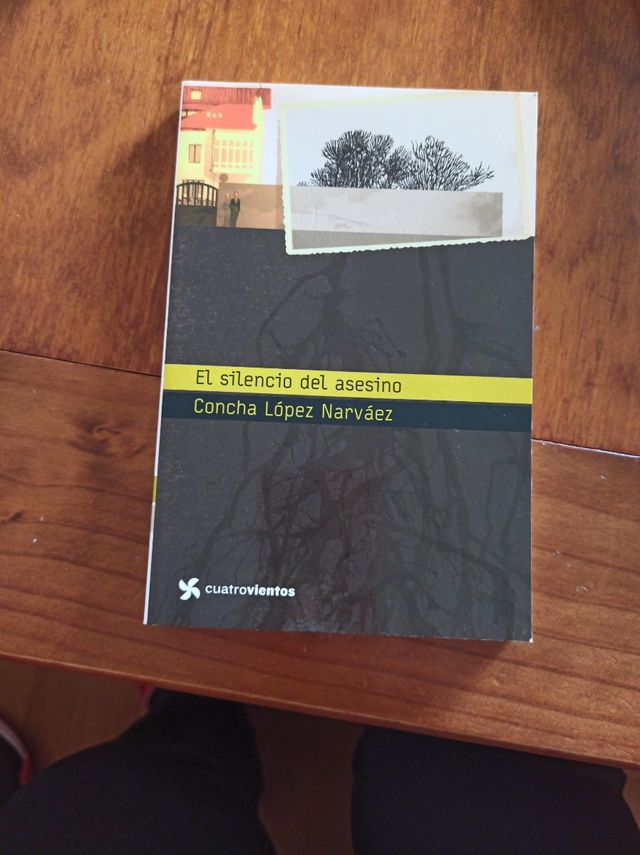 El silencio del asesino
Concha López Narváez
cuatrovientos